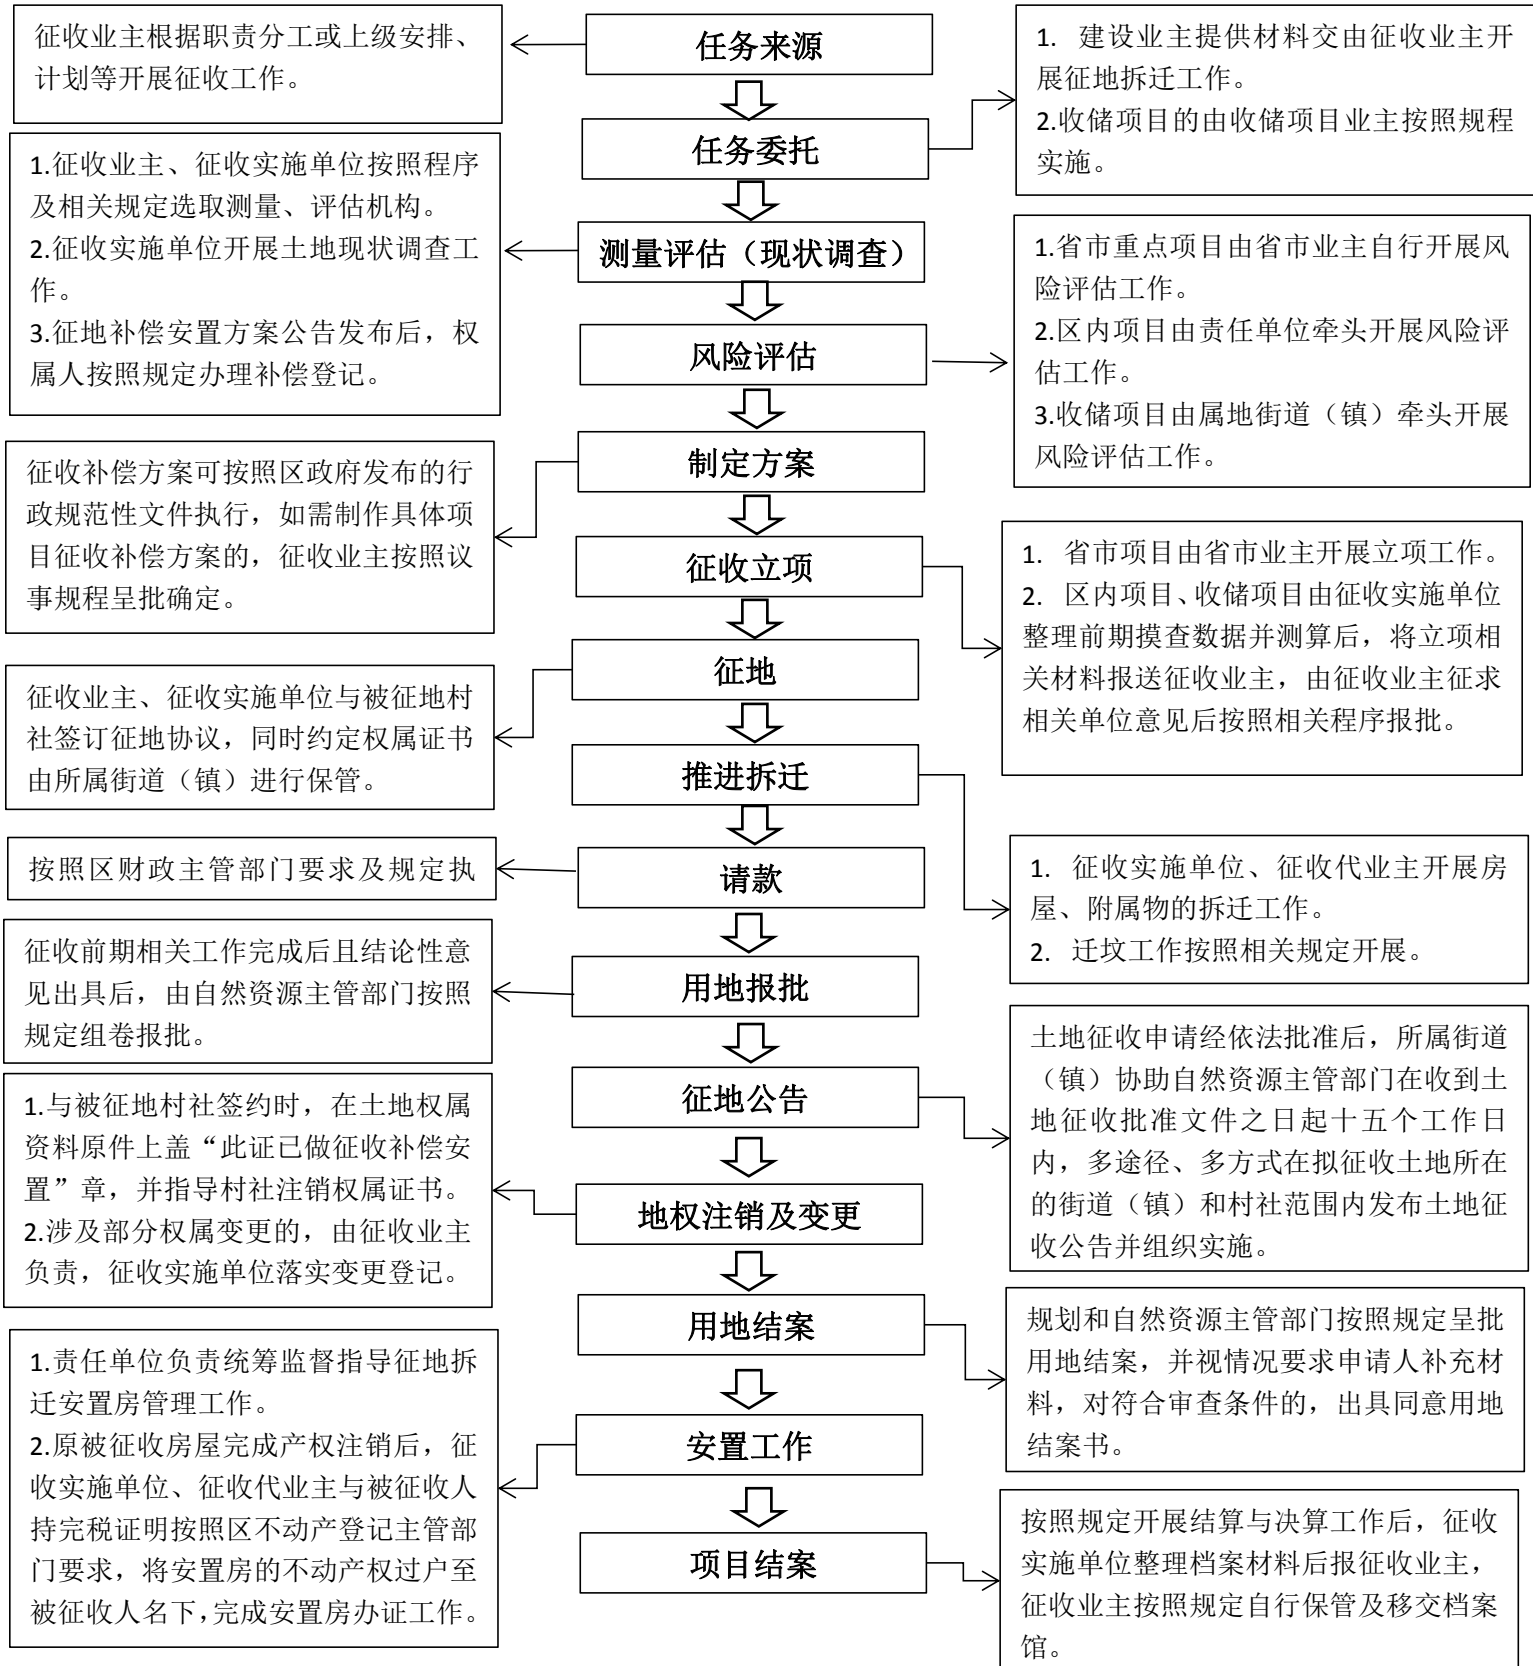 任务来源
征收业主根据职责分工或上级安排、
计划等开展征收工作。
任务委托
1. 建设业主提供材料交由征收业主开
展征地拆迁工作。
2.收储项目的由收储项目业主按照规程
实施。
测量评估（现状调查）
1.征收业主、征收实施单位按照程序
及相关规定选取测量、评估机构。
2.征收实施单位开展土地现状调查工
作。
3.征地补偿安置方案公告发布后，权
属人按照规定办理补偿登记。
风险评估
1.省市重点项目由省市业主自行开展风
险评估工作。
2.区内项目由责任单位牵头开展风险评
估工作。
3.收储项目由属地街道（镇）牵头开展
风险评估工作。
制定方案
征收补偿方案可按照区政府发布的行
政规范性文件执行，如需制作具体项
目征收补偿方案的，征收业主按照议
事规程呈批确定。
征收立项
1. 省市项目由省市业主开展立项工作。
2. 区内项目、收储项目由征收实施单位
整理前期摸查数据并测算后，将立项相
关材料报送征收业主，由征收业主征求
相关单位意见后按照相关程序报批。
征地
征收业主、征收实施单位与被征地村
社签订征地协议，同时约定权属证书
由所属街道（镇）进行保管。
推进拆迁
1. 征收实施单位、征收代业主开展房
屋、附属物的拆迁工作。
2. 迁坟工作按照相关规定开展。
请款
按照区财政主管部门要求及规定执
用地报批
征收前期相关工作完成后且结论性意
见出具后，由自然资源主管部门按照
规定组卷报批。
征地公告
土地征收申请经依法批准后，所属街道
（镇）协助自然资源主管部门在收到土
地征收批准文件之日起十五个工作日
内，多途径、多方式在拟征收土地所在
的街道（镇）和村社范围内发布土地征
收公告并组织实施。
地权注销及变更
1.与被征地村社签约时，在土地权属
资料原件上盖“此证已做征收补偿安
置”章，并指导村社注销权属证书。
2.涉及部分权属变更的，由征收业主
负责，征收实施单位落实变更登记。
用地结案
规划和自然资源主管部门按照规定呈批
用地结案，并视情况要求申请人补充材
料，对符合审查条件的，出具同意用地
结案书。
安置工作
1.责任单位负责统筹监督指导征地拆
迁安置房管理工作。
2.原被征收房屋完成产权注销后，征
收实施单位、征收代业主与被征收人
持完税证明按照区不动产登记主管部
门要求，将安置房的不动产权过户至
被征收人名下，完成安置房办证工作。
项目结案
按照规定开展结算与决算工作后，征收
实施单位整理档案材料后报征收业主，
征收业主按照规定自行保管及移交档案
馆。